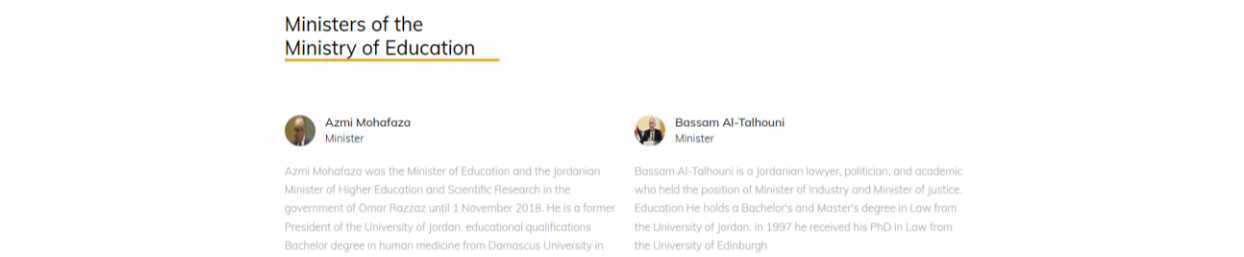 Ministers of the
Ministry of Education
Azmi Mohafaza
Minister
Azmi Mohafaza was the Minister of Education and the Jordanian
Minister of Higher Education and Scientific Research in the
government of Omar Razzaz until 1 November 2018. He is a former
President of the University of Jordan. educational qualifications
Bachelor degree in human medicine from Damascus University in
Bassam Al-Talhouni
Minister
Bassam Al-Talhouni is a Jordanian lawyer, politician, and academic
who held the position of Minister of Industry and Minister of Justice.
Education He holds a Bachelor's and Master's degree in Law from
the University of Jordan. In 1997 he received his PhD in Law from
the University of Edinburgh